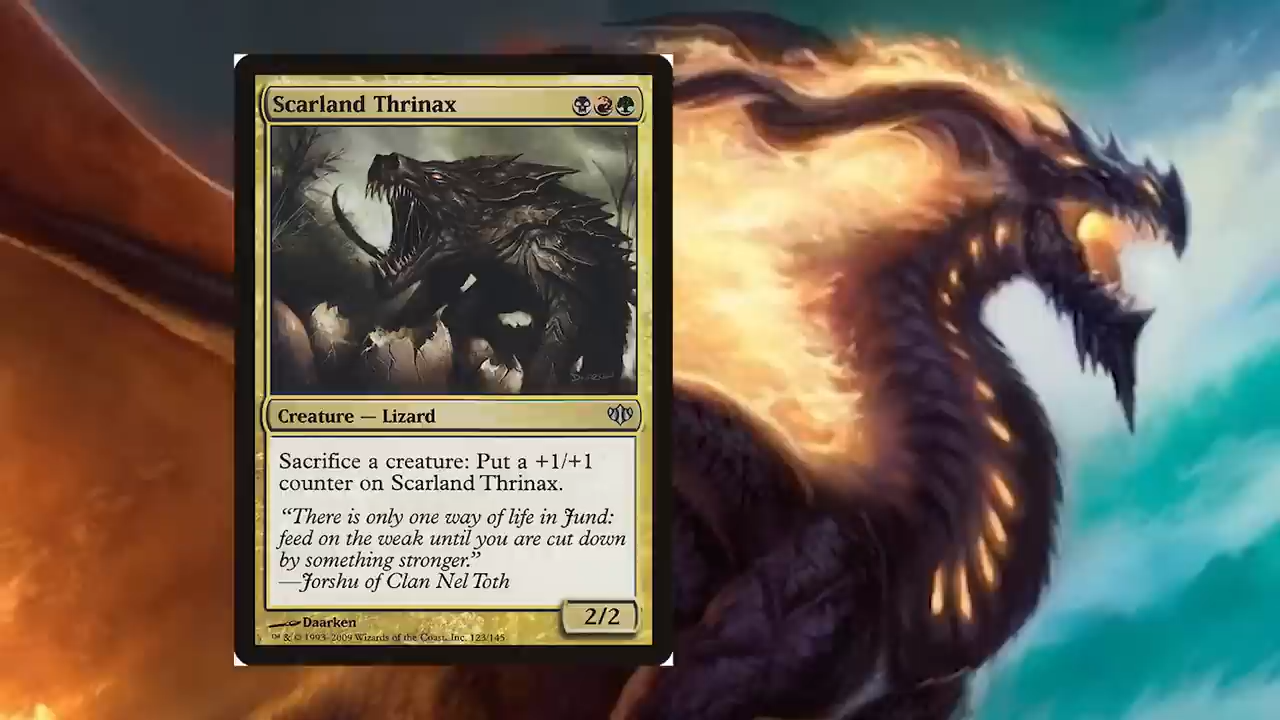 Scarland Thrinax
Creature — Lizard
Sacrifice a creature: Put a +1/+1
counter on Scarland Thrinax.
“There is only one way of life in Jund:
feed on the weak until you are cut down
by something stronger.”
—Jorshu of Clan Nel Toth
2/2
Daarken
™ & © 1993–2009 Wizards of the Coast, Inc. 123/145